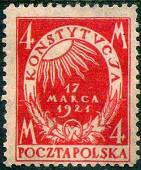 4 M
KONSTYTUCJA
17
MARCA
1921
M 4
POCZTA POLSKA